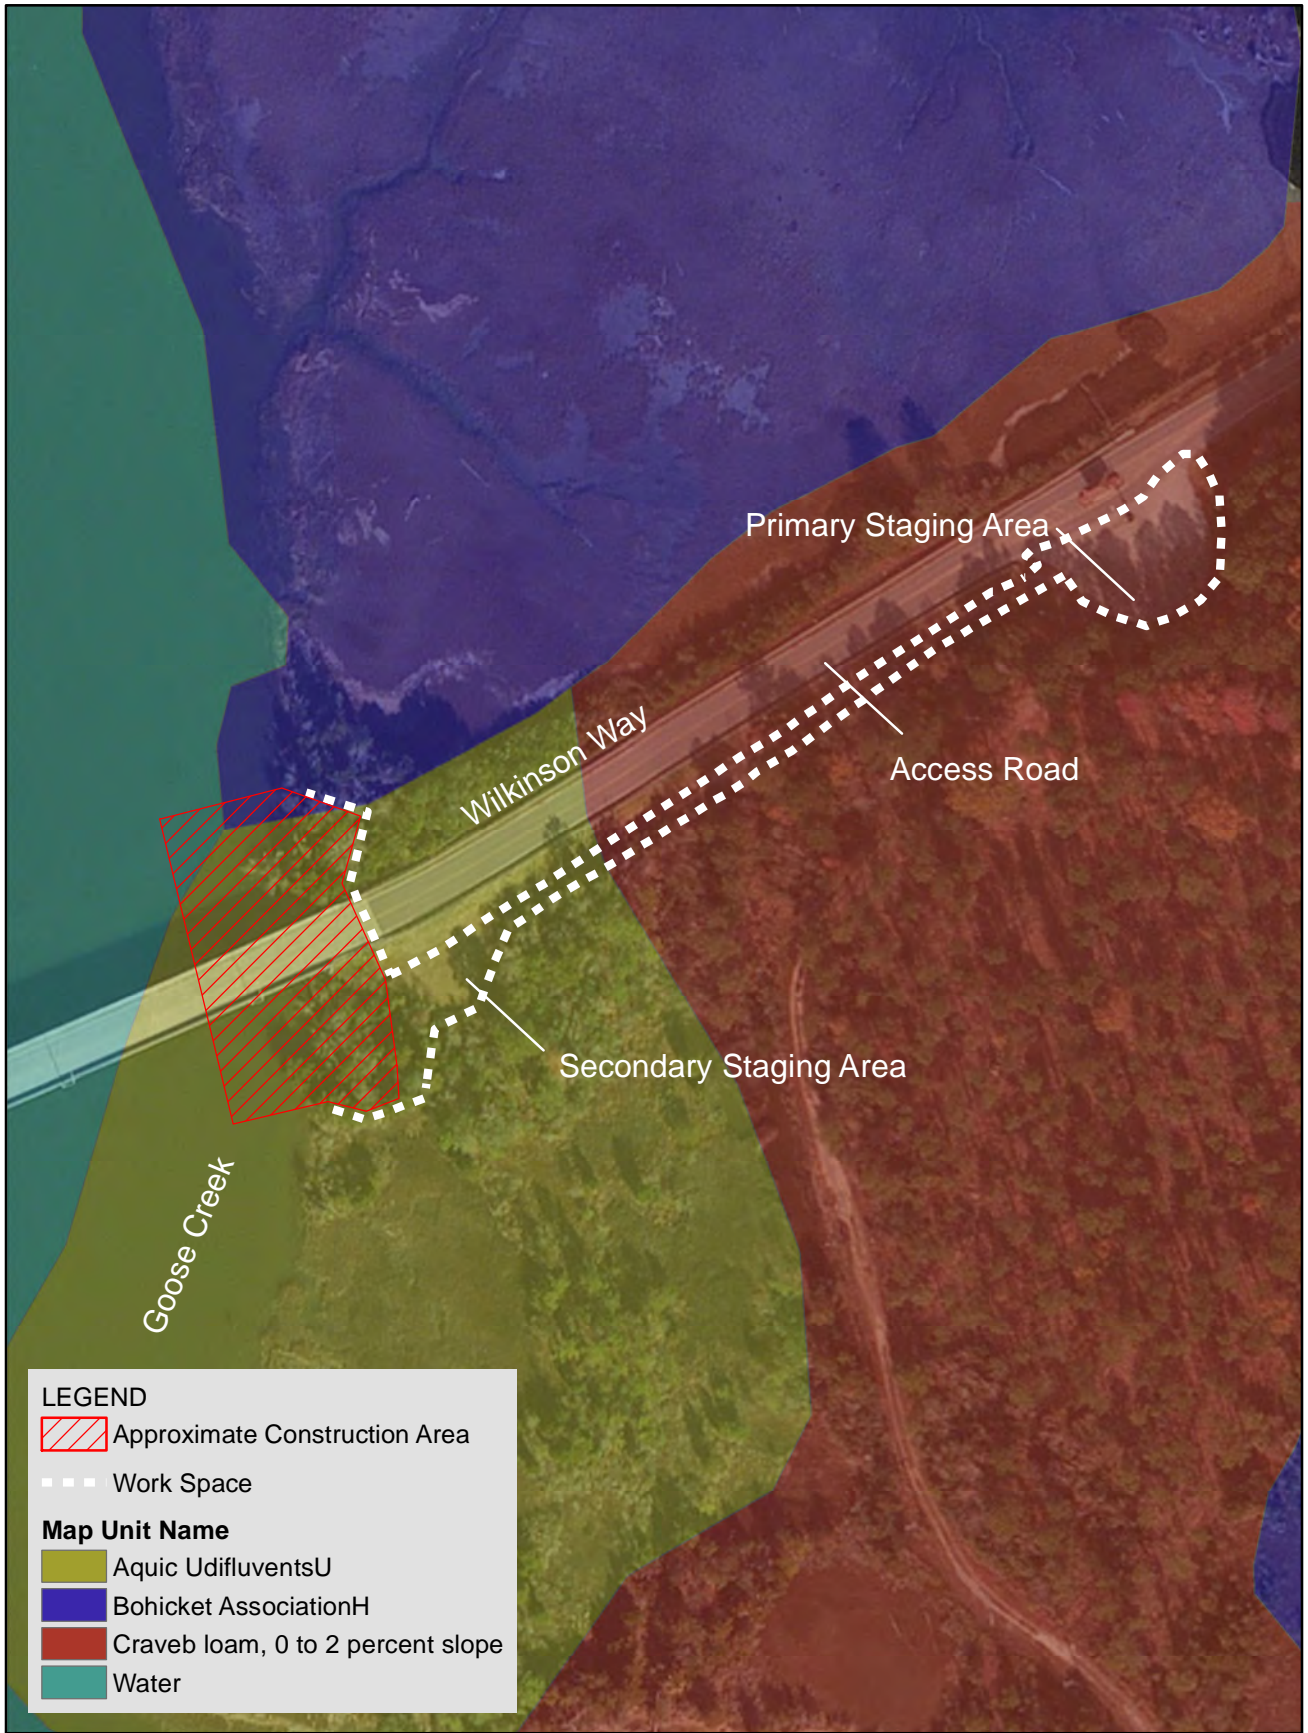 Primary Staging Area
Wilkinson Way
Access Road
Secondary Staging Area
Goose Creek
LEGEND
Approximate Construction Area
Work Space
Map Unit Name
Aquic UdifluventsU
Bohicket AssociationH
Craveb loam, 0 to 2 percent slope
Water